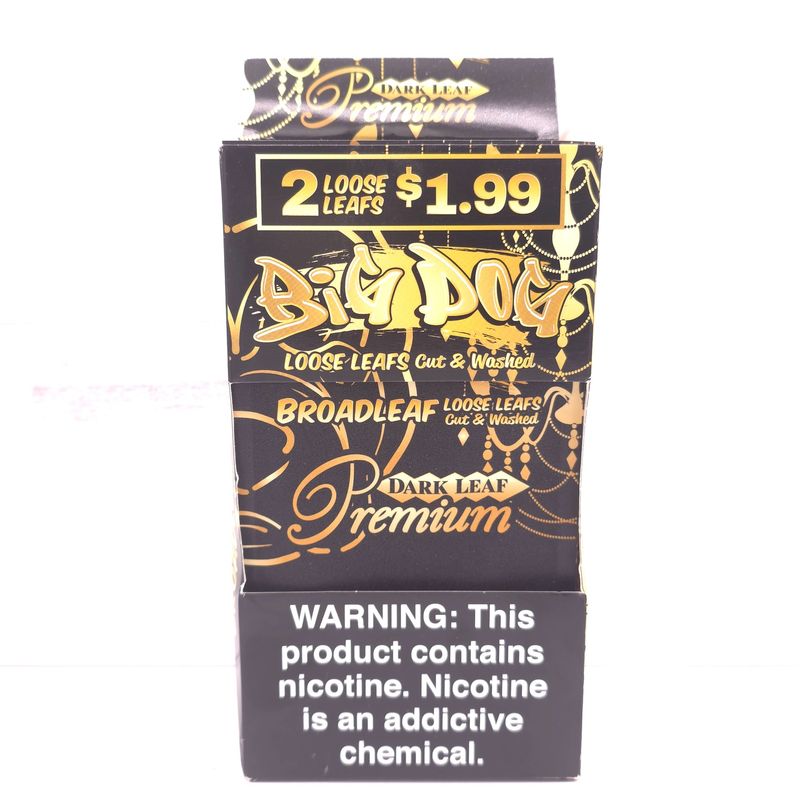 DARK LEAF
Premium
2 LOOSE LEAFS $1.99
BiG DOG
LOOSE LEAFS Cut & Washed
BROADLEAF LOOSE LEAFS
Cut & Washed
DARK LEAF
Premium
WARNING: This
product contains
nicotine. Nicotine
is an addictive
chemical.